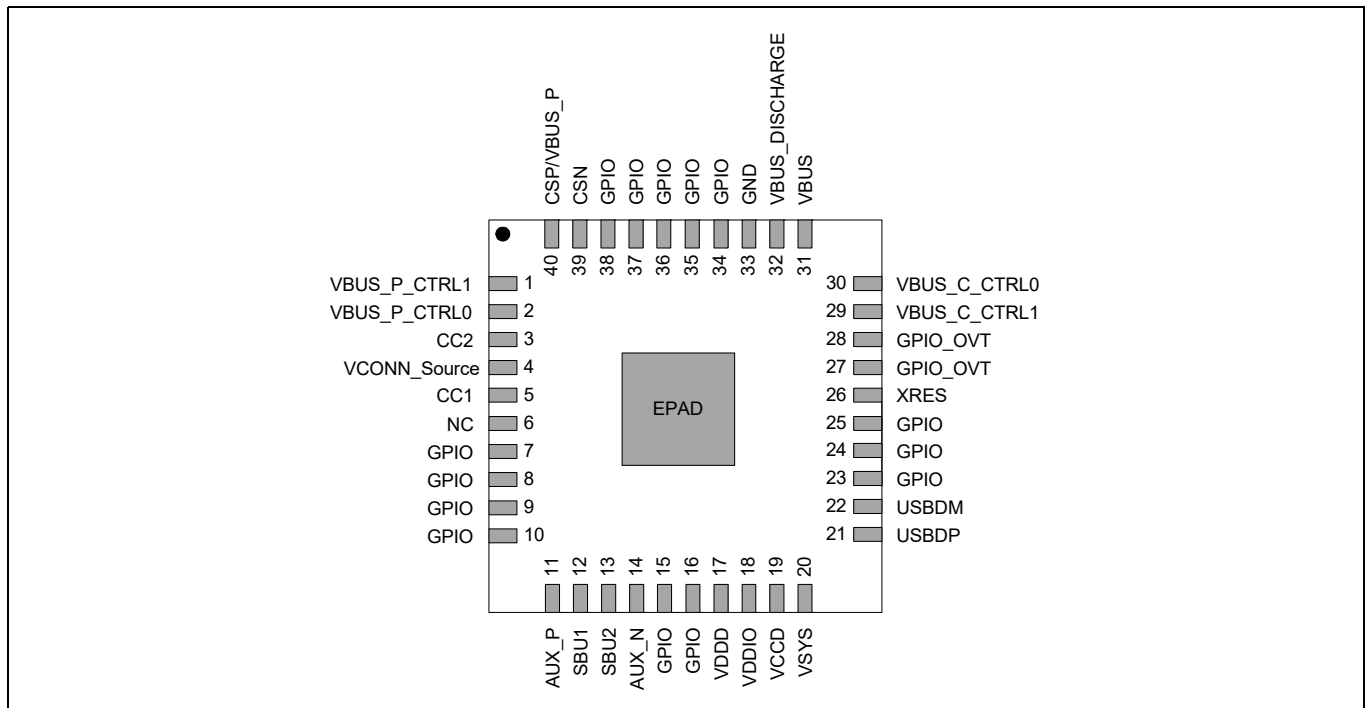 CSP/VBUS_P
CSN
GPIO
GPIO
GPIO
GPIO
GPIO
GND
VBUS_DISCHARGE
VBUS
40
39
38
37
36
35
34
33
32
31
VBUS_P_CTRL1 1
VBUS_P_CTRL0 2
CC2 3
VCONN_Source 4
CC1 5
NC 6
GPIO 7
GPIO 8
GPIO 9
GPIO 10
EPAD
30 VBUS_C_CTRL0
29 VBUS_C_CTRL1
28 GPIO_OVT
27 GPIO_OVT
26 XRES
25 GPIO
24 GPIO
23 GPIO
22 USBDM
21 USBDP
11
12
13
14
15
16
17
18
19
20
AUX_P
SBU1
SBU2
AUX_N
GPIO
GPIO
VDDD
VDDIO
VCCD
VSYS